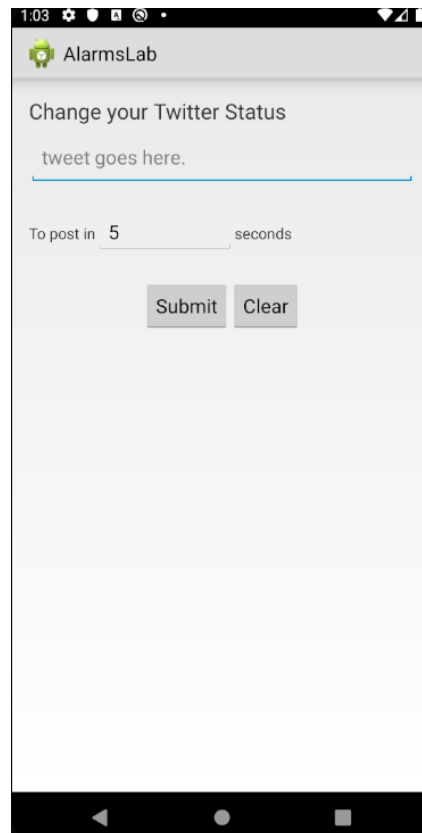 1:03
AlarmsLab
Change your Twitter Status
tweet goes here.
To post in 5 seconds
Submit Clear